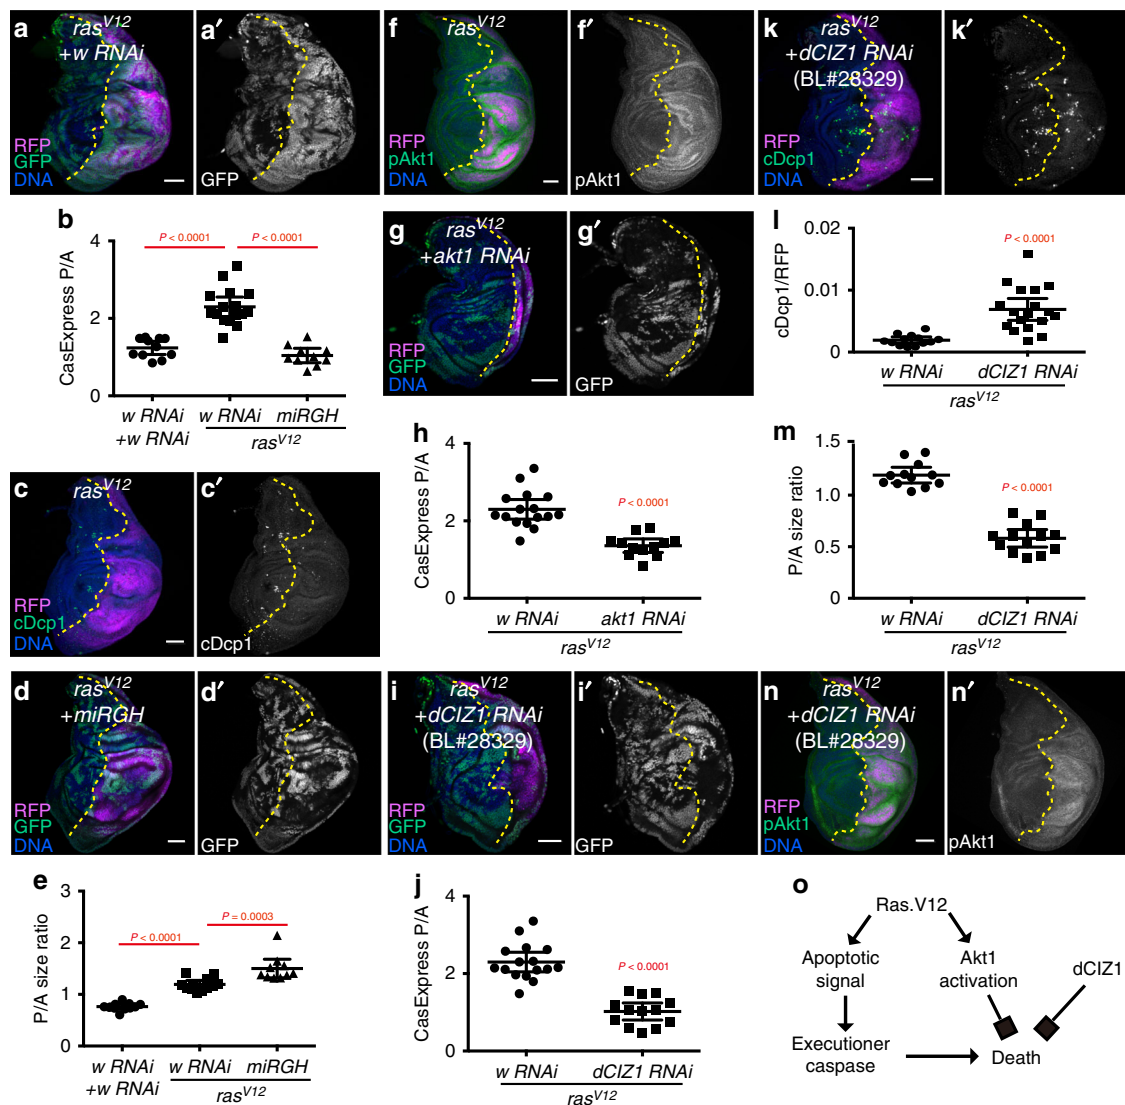 a
ras^V12
+w RNAi
RFP
GFP
DNA
a′
GFP
f
ras^V12
RFP
pAkt1
DNA
f′
pAkt1
k
ras^V12
+dCIZ1 RNAi
(BL#28329)
RFP
cDcp1
DNA
k′
b
CasExpress P/A
4
2
0
P < 0.0001
P < 0.0001
w RNAi
+w RNAi
w RNAi
miRGH
ras^V12
g
ras^V12
+akt1 RNAi
RFP
GFP
DNA
g′
GFP
l
cDcp1/RFP
0.02
0.01
0
P < 0.0001
w RNAi
dCIZ1 RNAi
ras^V12
c
ras^V12
RFP
cDcp1
DNA
c′
cDcp1
h
CasExpress P/A
4
2
0
P < 0.0001
w RNAi
akt1 RNAi
ras^V12
m
P/A size ratio
1.5
1.0
0.5
0
P < 0.0001
w RNAi
dCIZ1 RNAi
ras^V12
d
ras^V12
+miRGH
RFP
GFP
DNA
d′
GFP
i
ras^V12
+dCIZ1 RNAi
(BL#28329)
RFP
GFP
DNA
i′
GFP
n
ras^V12
+dCIZ1 RNAi
(BL#28329)
RFP
pAkt1
DNA
n′
pAkt1
e
P/A size ratio
3
2
1
0
P < 0.0001
P = 0.0003
w RNAi
+w RNAi
w RNAi
miRGH
ras^V12
j
CasExpress P/A
4
2
0
P < 0.0001
w RNAi
dCIZ1 RNAi
ras^V12
o
Ras.V12
Apoptotic
signal
Akt1
activation
dCIZ1
Executioner
caspase
Death